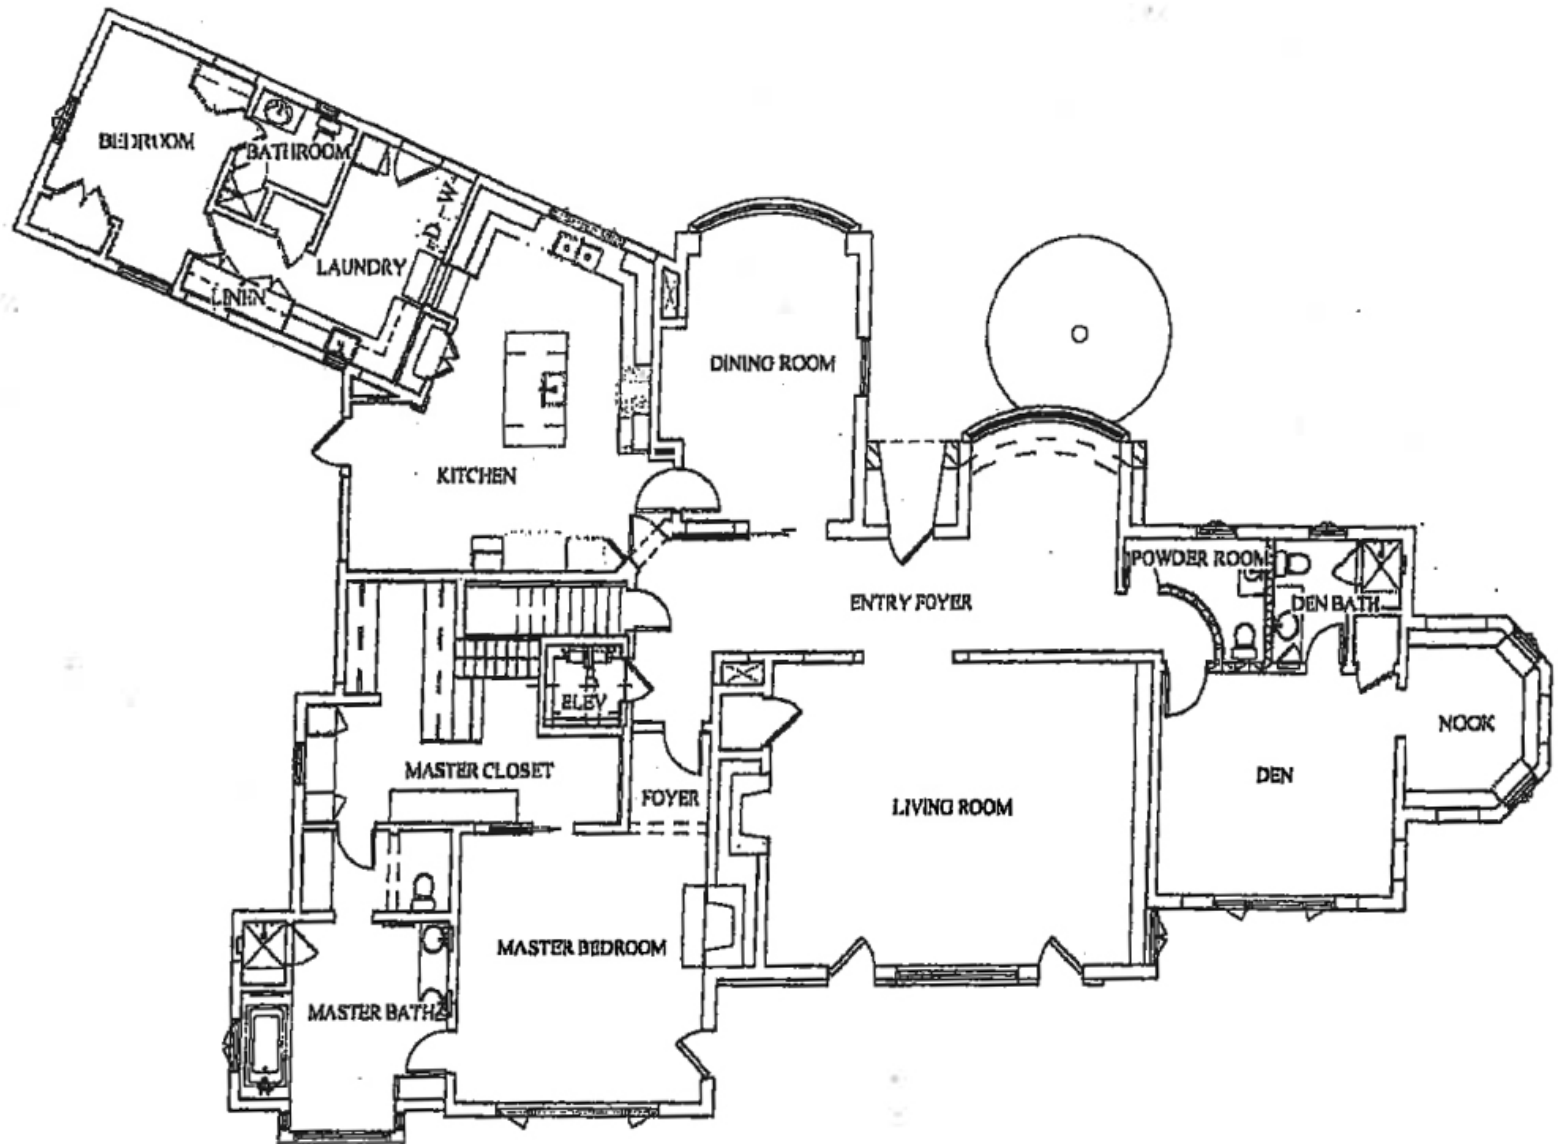 BEDROOM
BATHROOM
W
D
LAUNDRY
LINEN
DINING ROOM
KITCHEN
POWDER ROOM
ENTRY FOYER
DEN BATH
ELEV
NOOK
MASTER CLOSET
DEN
FOYER
LIVING ROOM
MASTER BEDROOM
MASTER BATH